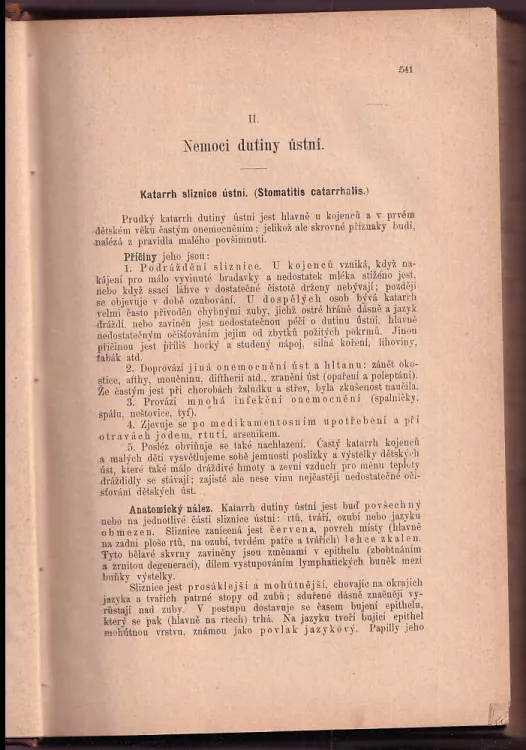 541
II.
Nemoci dutiny ústní.
Katarrh sliznice ústní. (Stomatitis catarrhalis.)
Prudký katarrh dutiny ústní jest hlavně u kojenců a v prvém
dětském věku častým onemocněním; jelikož ale skrovné příznaky budí,
nalézá z pravidla malého povšimnutí.
Příčiny jeho jsou:
1. Podráždění sliznice. U kojenců vzniká, když na-
kájení pro málo vyvinuté bradavky a nedostatek mléka stíženo jest,
nebo když ssací láhve v dostatečné čistotě drženy nebývají; později
se objevuje v době ozubování. U dospělých osob bývá katarrh
velmi často přivoděn chybnými zuby, jichž ostré hráně dásně a jazyk
dráždí, nebo zaviněn jest nedostatečnou péčí o dutinu ústní, hlavně
nedostatečným očišťováním jejím od zbytků požitých pokrmů. Jinou
příčinou jest příliš horký a studený nápoj, silná koření, lihoviny,
tabák atd.
2. Doprovází jiná onemocnění úst a hltanu: zánět oko-
stice, afthy, moučninu, difterii atd., zranění úst (opaření a poleptání).
Že častým jest při chorobách žaludku a střev, byla zkušenost naučila.
3. Provází mnohá infekční onemocnění (spalničky,
spálu, neštovice, tyf).
4. Zjevuje se po medikamentosním upotřebení a při
otravách jodem, rtutí, arsenikem.
5. Posléz obviňuje se také nachlazení. Častý katarrh kojenců
a malých dětí vysvětlujeme sobě jemností poslizky a výstelky dětských
úst, které také málo dráždivé hmoty a zevní vzduch pro měnu teploty
dráždidly se stávají; zajisté ale nese vinu nejčastěji nedostatečné oči-
sťování dětských úst.
Anatomický nález. Katarrh dutiny ústní jest buď povšechný
nebo na jednotlivé části sliznice ústní: rtů, tváří, ozubí nebo jazyku
obmezen. Sliznice zanícená jest červena, povrch místy (hlavně
na zadní ploše rtů, na ozubí, tvrdém patře a tvářích) lehce zkalen.
Tyto bělavé skvrny zaviněny jsou změnami v epithelu (zbobtnáním
a zrnitou degenerací), dílem vystupováním lymphatických buněk mezi
buňky výstelky.
Sliznice jest prosáklejší a mohútnější, chovajíc na okrajích
jazyka a tvářích patrné stopy od zubů; sduřené dásně značněji vy-
růstají nad zuby. V postupu dostavuje se časem bujení epithelu,
který se pak (hlavně na rtech) trhá. Na jazyku tvoří bující epithel
mohútnou vrstvu, známou jako povlak jazykový. Papilly jeho